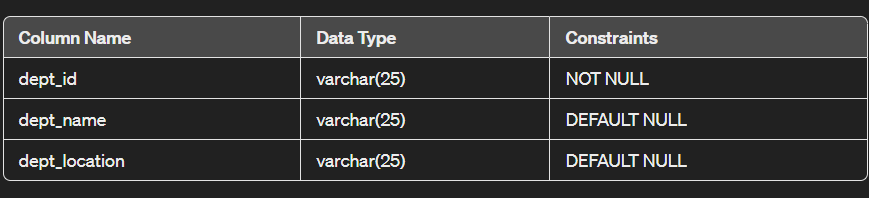 Column Name Data Type Constraints
dept_id varchar(25) NOT NULL
dept_name varchar(25) DEFAULT NULL
dept_location varchar(25) DEFAULT NULL